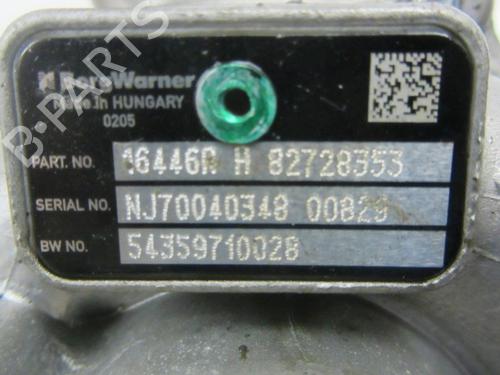 BorgWarner
Made in HUNGARY
0205
PART. NO. 16446R H 82728353
SERIAL NO. NJ70040348 00829
BW NO. 54359710028
B-PARTS